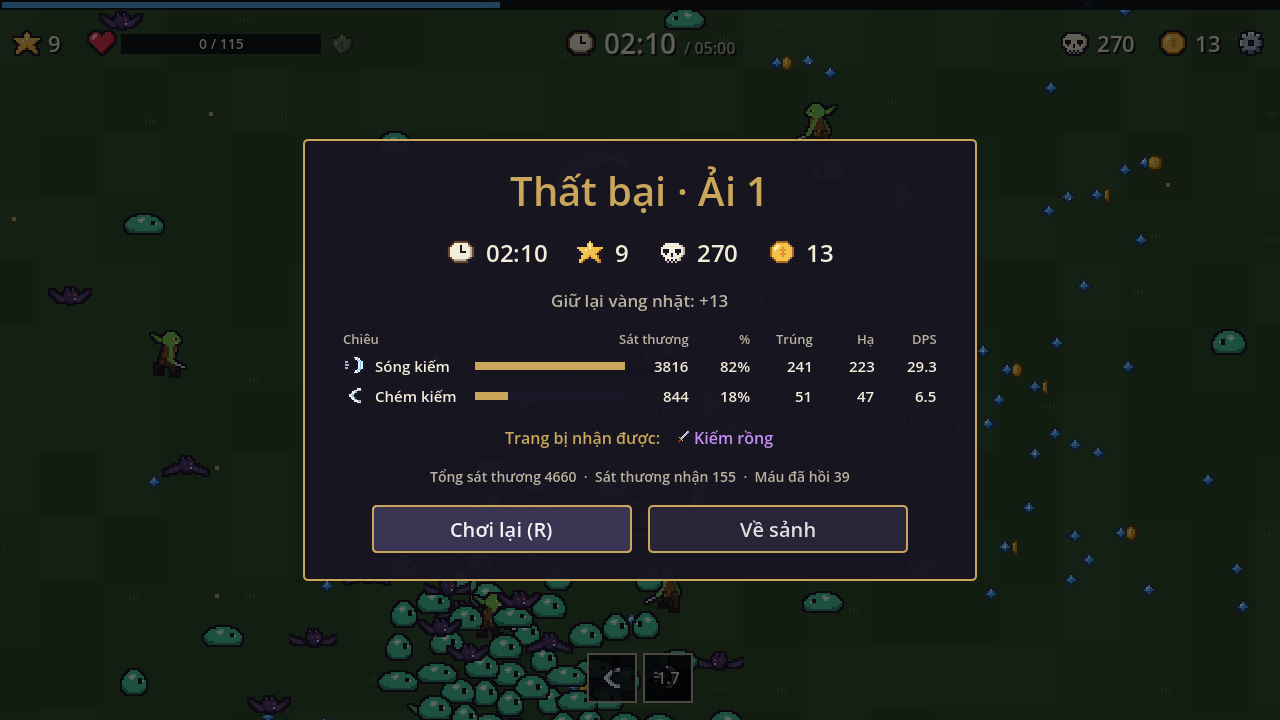 9 0 / 115 02:10 / 05:00 270 13
Thất bại · Ải 1
02:10 9 270 13
Giữ lại vàng nhặt: +13
Chiêu Sát thương % Trúng Hạ DPS
Sóng kiếm 3816 82% 241 223 29.3
Chém kiếm 844 18% 51 47 6.5
Trang bị nhận được: Kiếm rồng
Tổng sát thương 4660 · Sát thương nhận 155 · Máu đã hồi 39
Chơi lại (R) Về sảnh
1.7